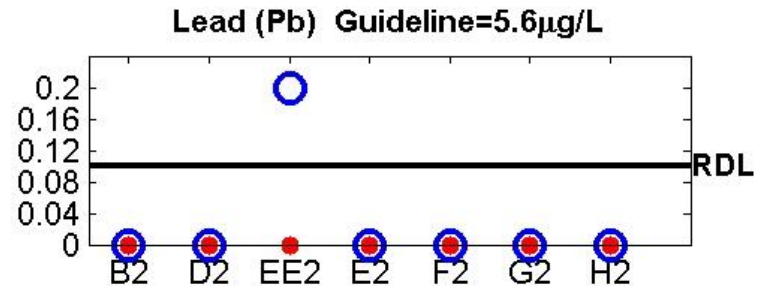 Lead (Pb) Guideline=5.6μg/L
0.2
0.16
0.12
RDL
0.08
0.04
0
B2 D2 EE2 E2 F2 G2 H2